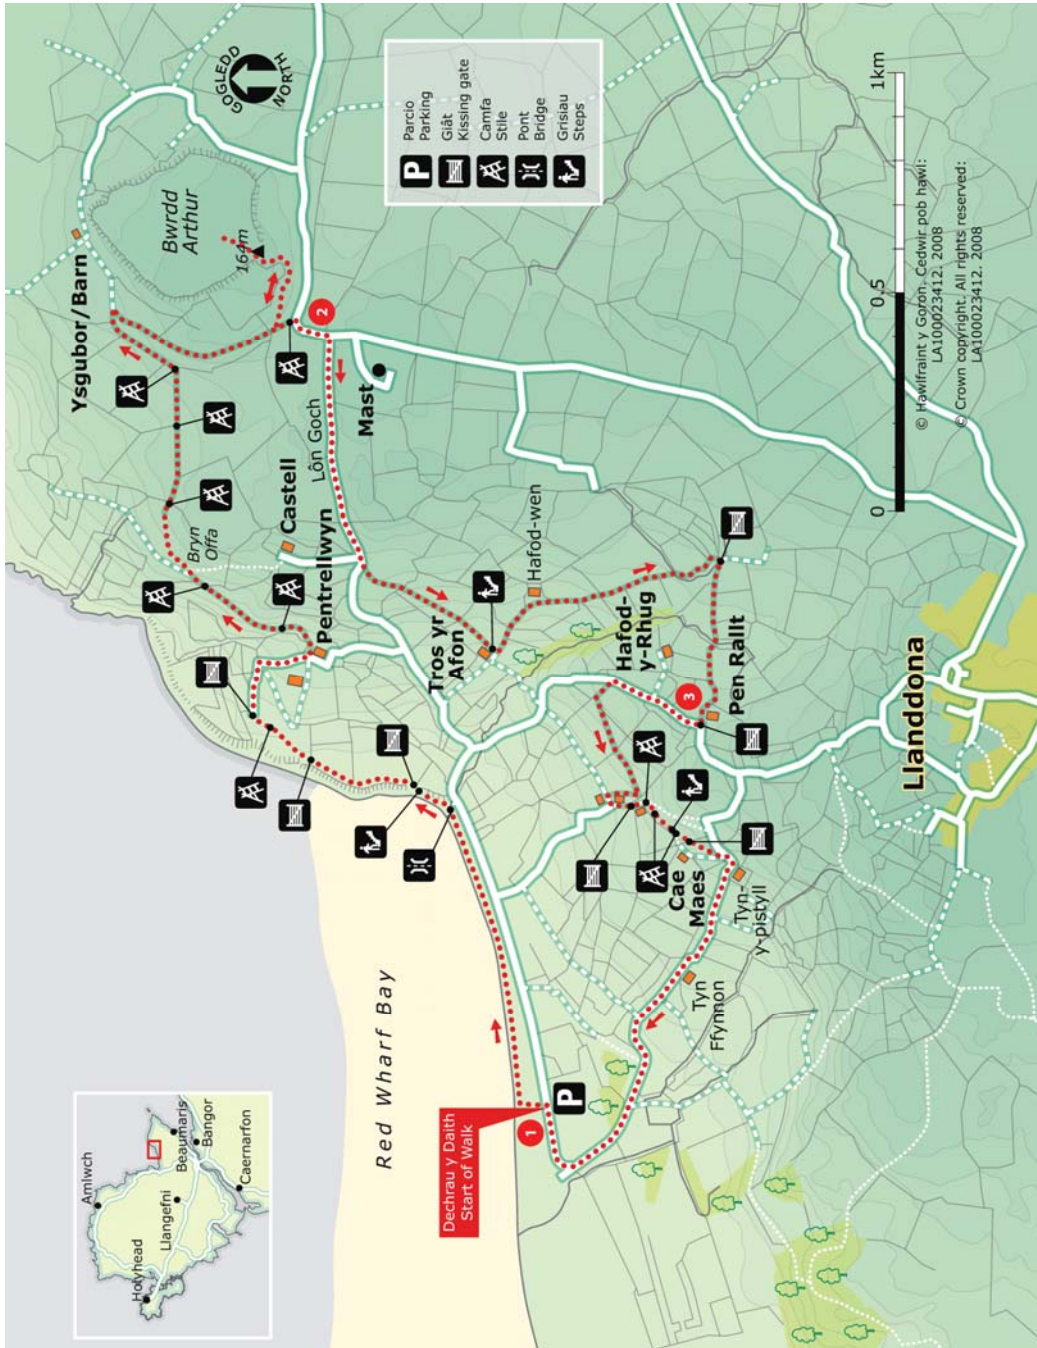 Amlwch
Holyhead
Llangefni
Beaumaris
Bangor
Caernarfon
Red Wharf Bay
Dechrau y Daith
Start of Walk
1
P
GOGLEDD
NORTH
Ysgubor/Barn
Bwrdd
Arthur
164m
2
Bryn
Offa
Castell
Pentrellwyn
Lôn Goch
Mast
Tros yr
Afon
Hafod-wen
Hafod-
y-Rhug
3
Pen Rallt
Cae
Maes
Tyn-
y-pistyll
Tyn
Ffynnon
Llanddona
P
Parcio
Parking
Giât
Kissing gate
Camfa
Stile
Pont
Bridge
Grisiau
Steps
0
0.5
1km
© Hawlfraint y Goron. Cedwir pob hawl:
LA100023412. 2008
© Crown copyright. All rights reserved:
LA100023412. 2008